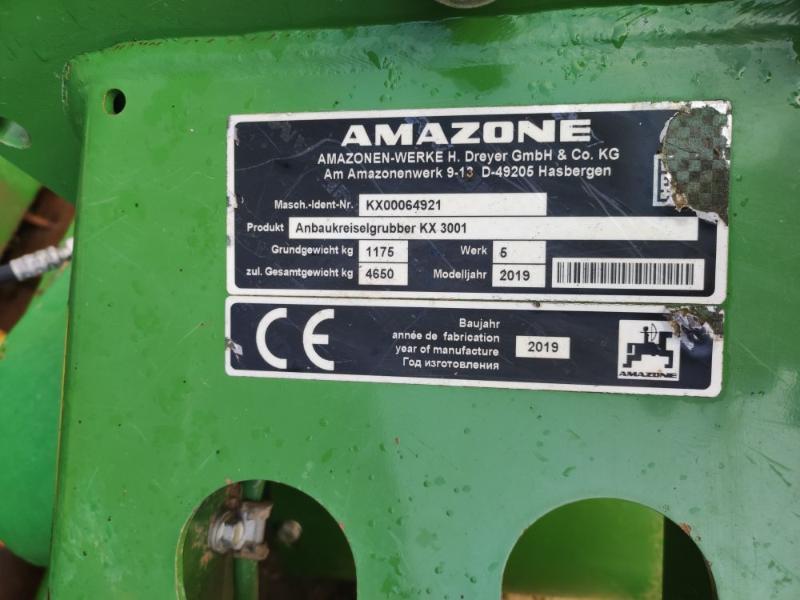 AMAZONE
AMAZONEN-WERKE H. Dreyer GmbH & Co. KG
Am Amazonenwerk 9-13 D-49205 Hasbergen
Masch.-Ident-Nr. KX00064921
Produkt Anbaukreiselgrubber KX 3001
Grundgewicht kg 1175 Werk 5
zul. Gesamtgewicht kg 4650 Modelljahr 2019
CE
Baujahr
année de fabrication
year of manufacture 2019
Год изготовления
AMAZONE